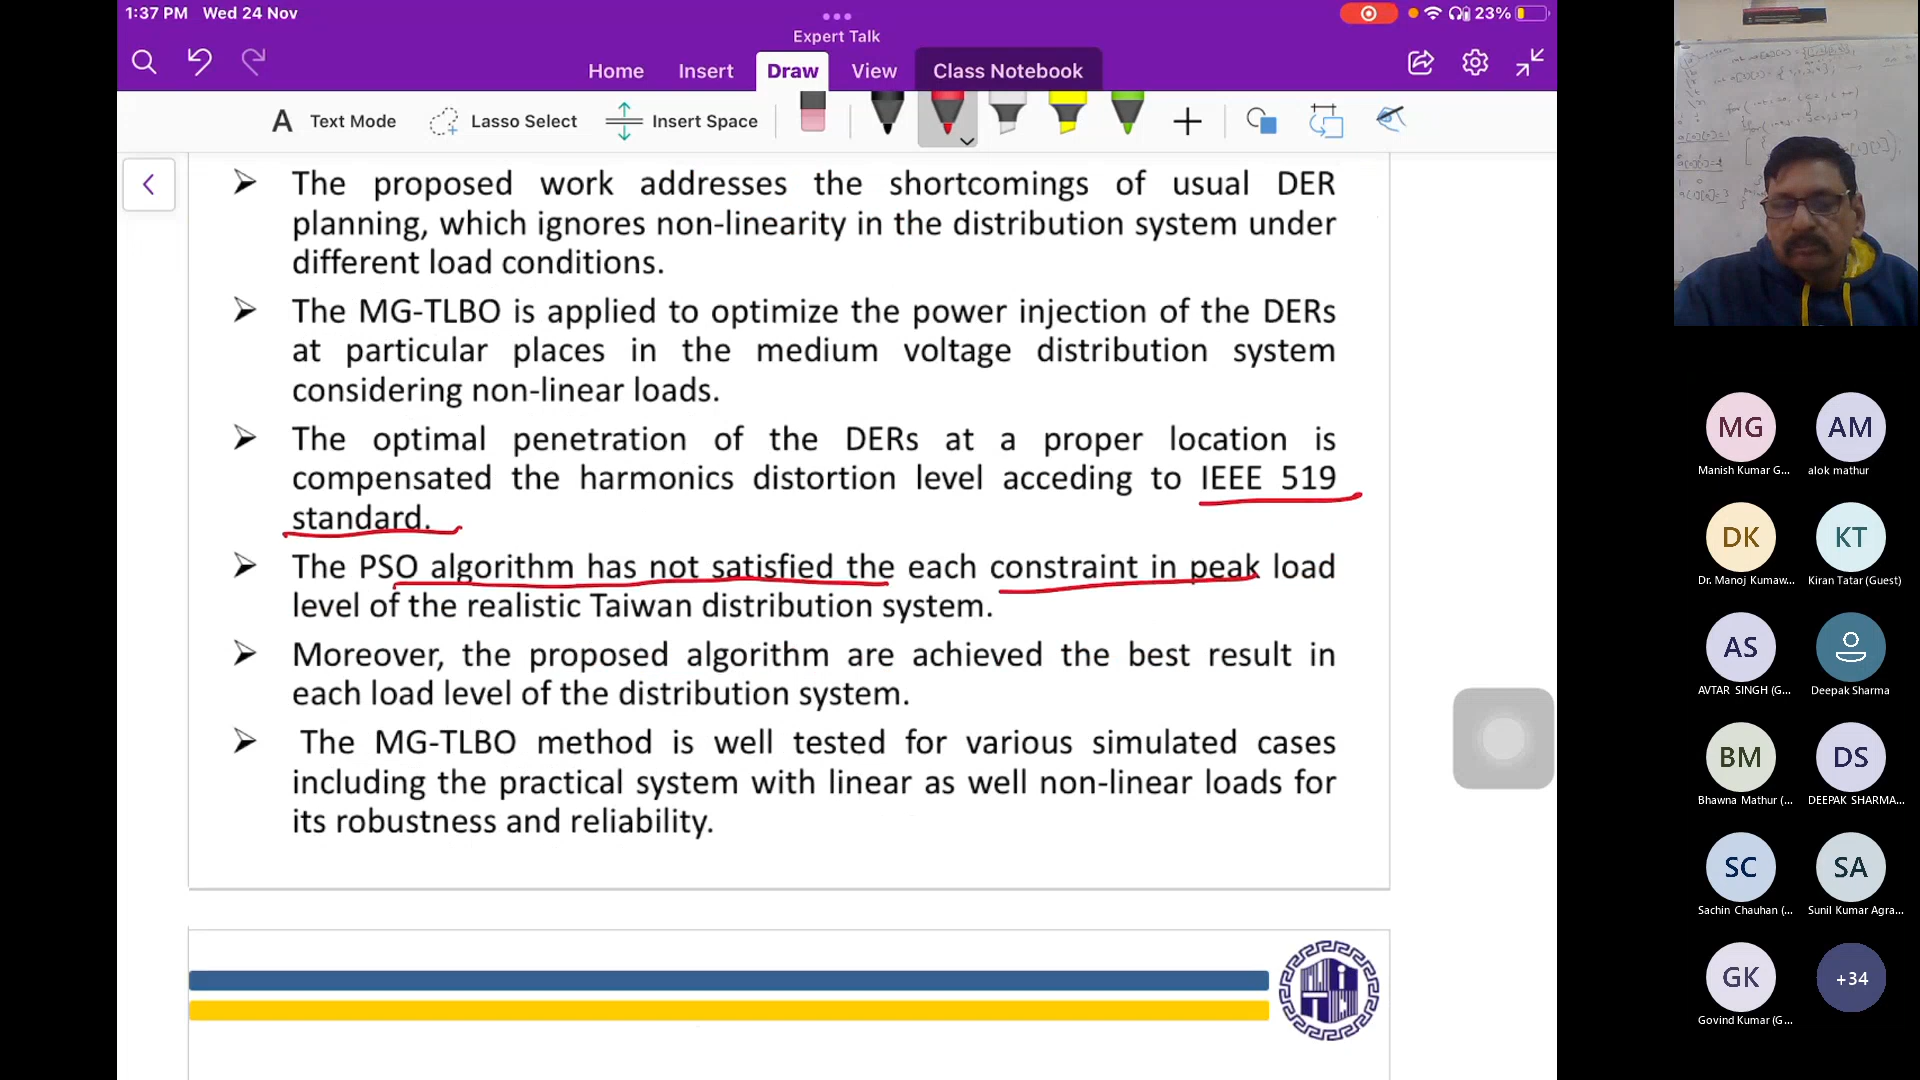 1:37 PM Wed 24 Nov
23%
Expert Talk
Home Insert Draw View Class Notebook
A Text Mode Lasso Select Insert Space
The proposed work addresses the shortcomings of usual DER
planning, which ignores non-linearity in the distribution system under
different load conditions.
The MG-TLBO is applied to optimize the power injection of the DERs
at particular places in the medium voltage distribution system
considering non-linear loads.
The optimal penetration of the DERs at a proper location is
compensated the harmonics distortion level acceding to IEEE 519
standard.
The PSO algorithm has not satisfied the each constraint in peak load
level of the realistic Taiwan distribution system.
Moreover, the proposed algorithm are achieved the best result in
each load level of the distribution system.
The MG-TLBO method is well tested for various simulated cases
including the practical system with linear as well non-linear loads for
its robustness and reliability.
MG AM
Manish Kumar G... alok mathur
DK KT
Dr. Manoj Kumaw... Kiran Tatar (Guest)
AS
AVTAR SINGH (G... Deepak Sharma
BM DS
Bhawna Mathur (... DEEPAK SHARMA...
SC SA
Sachin Chauhan (... Sunil Kumar Agra...
GK +34
Govind Kumar (G...